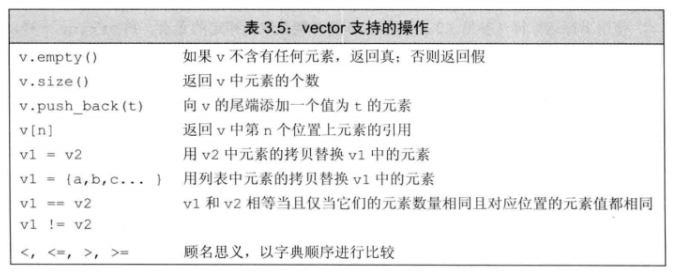 表 3.5：vector 支持的操作
v.empty() 如果 v 不含有任何元素，返回真；否则返回假
v.size() 返回 v 中元素的个数
v.push_back(t) 向 v 的尾端添加一个值为 t 的元素
v[n] 返回 v 中第 n 个位置上元素的引用
v1 = v2 用 v2 中元素的拷贝替换 v1 中的元素
v1 = {a,b,c... } 用列表中元素的拷贝替换 v1 中的元素
v1 == v2 v1 和 v2 相等当且仅当它们的元素数量相同且对应位置的元素值都相同
v1 != v2
<, <=, >, >= 顾名思义，以字典顺序进行比较